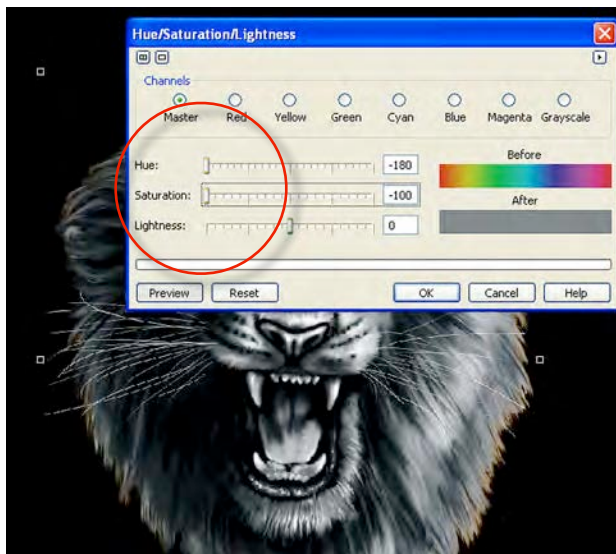 Hue/Saturation/Lightness
Channels
Master Red Yellow Green Cyan Blue Magenta Grayscale
Hue: -180 Before
Saturation: -100 After
Lightness: 0
Preview Reset OK Cancel Help